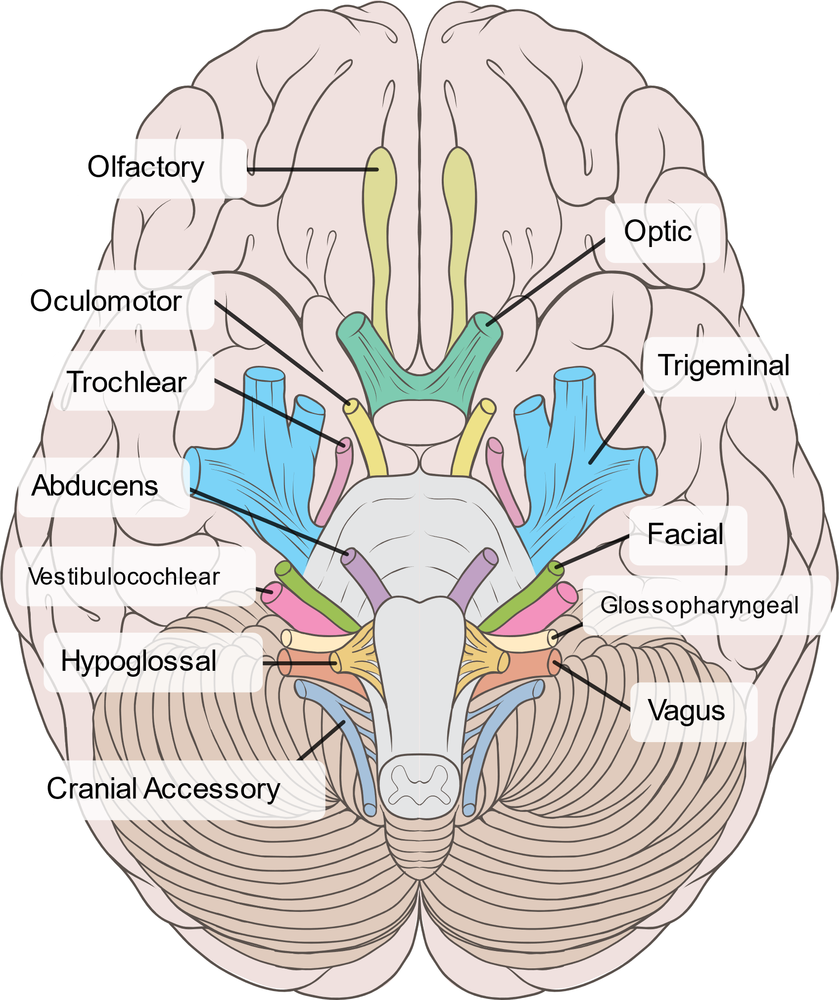 Olfactory
Optic
Oculomotor
Trigeminal
Trochlear
Abducens
Facial
Vestibulocochlear
Glossopharyngeal
Hypoglossal
Vagus
Cranial Accessory